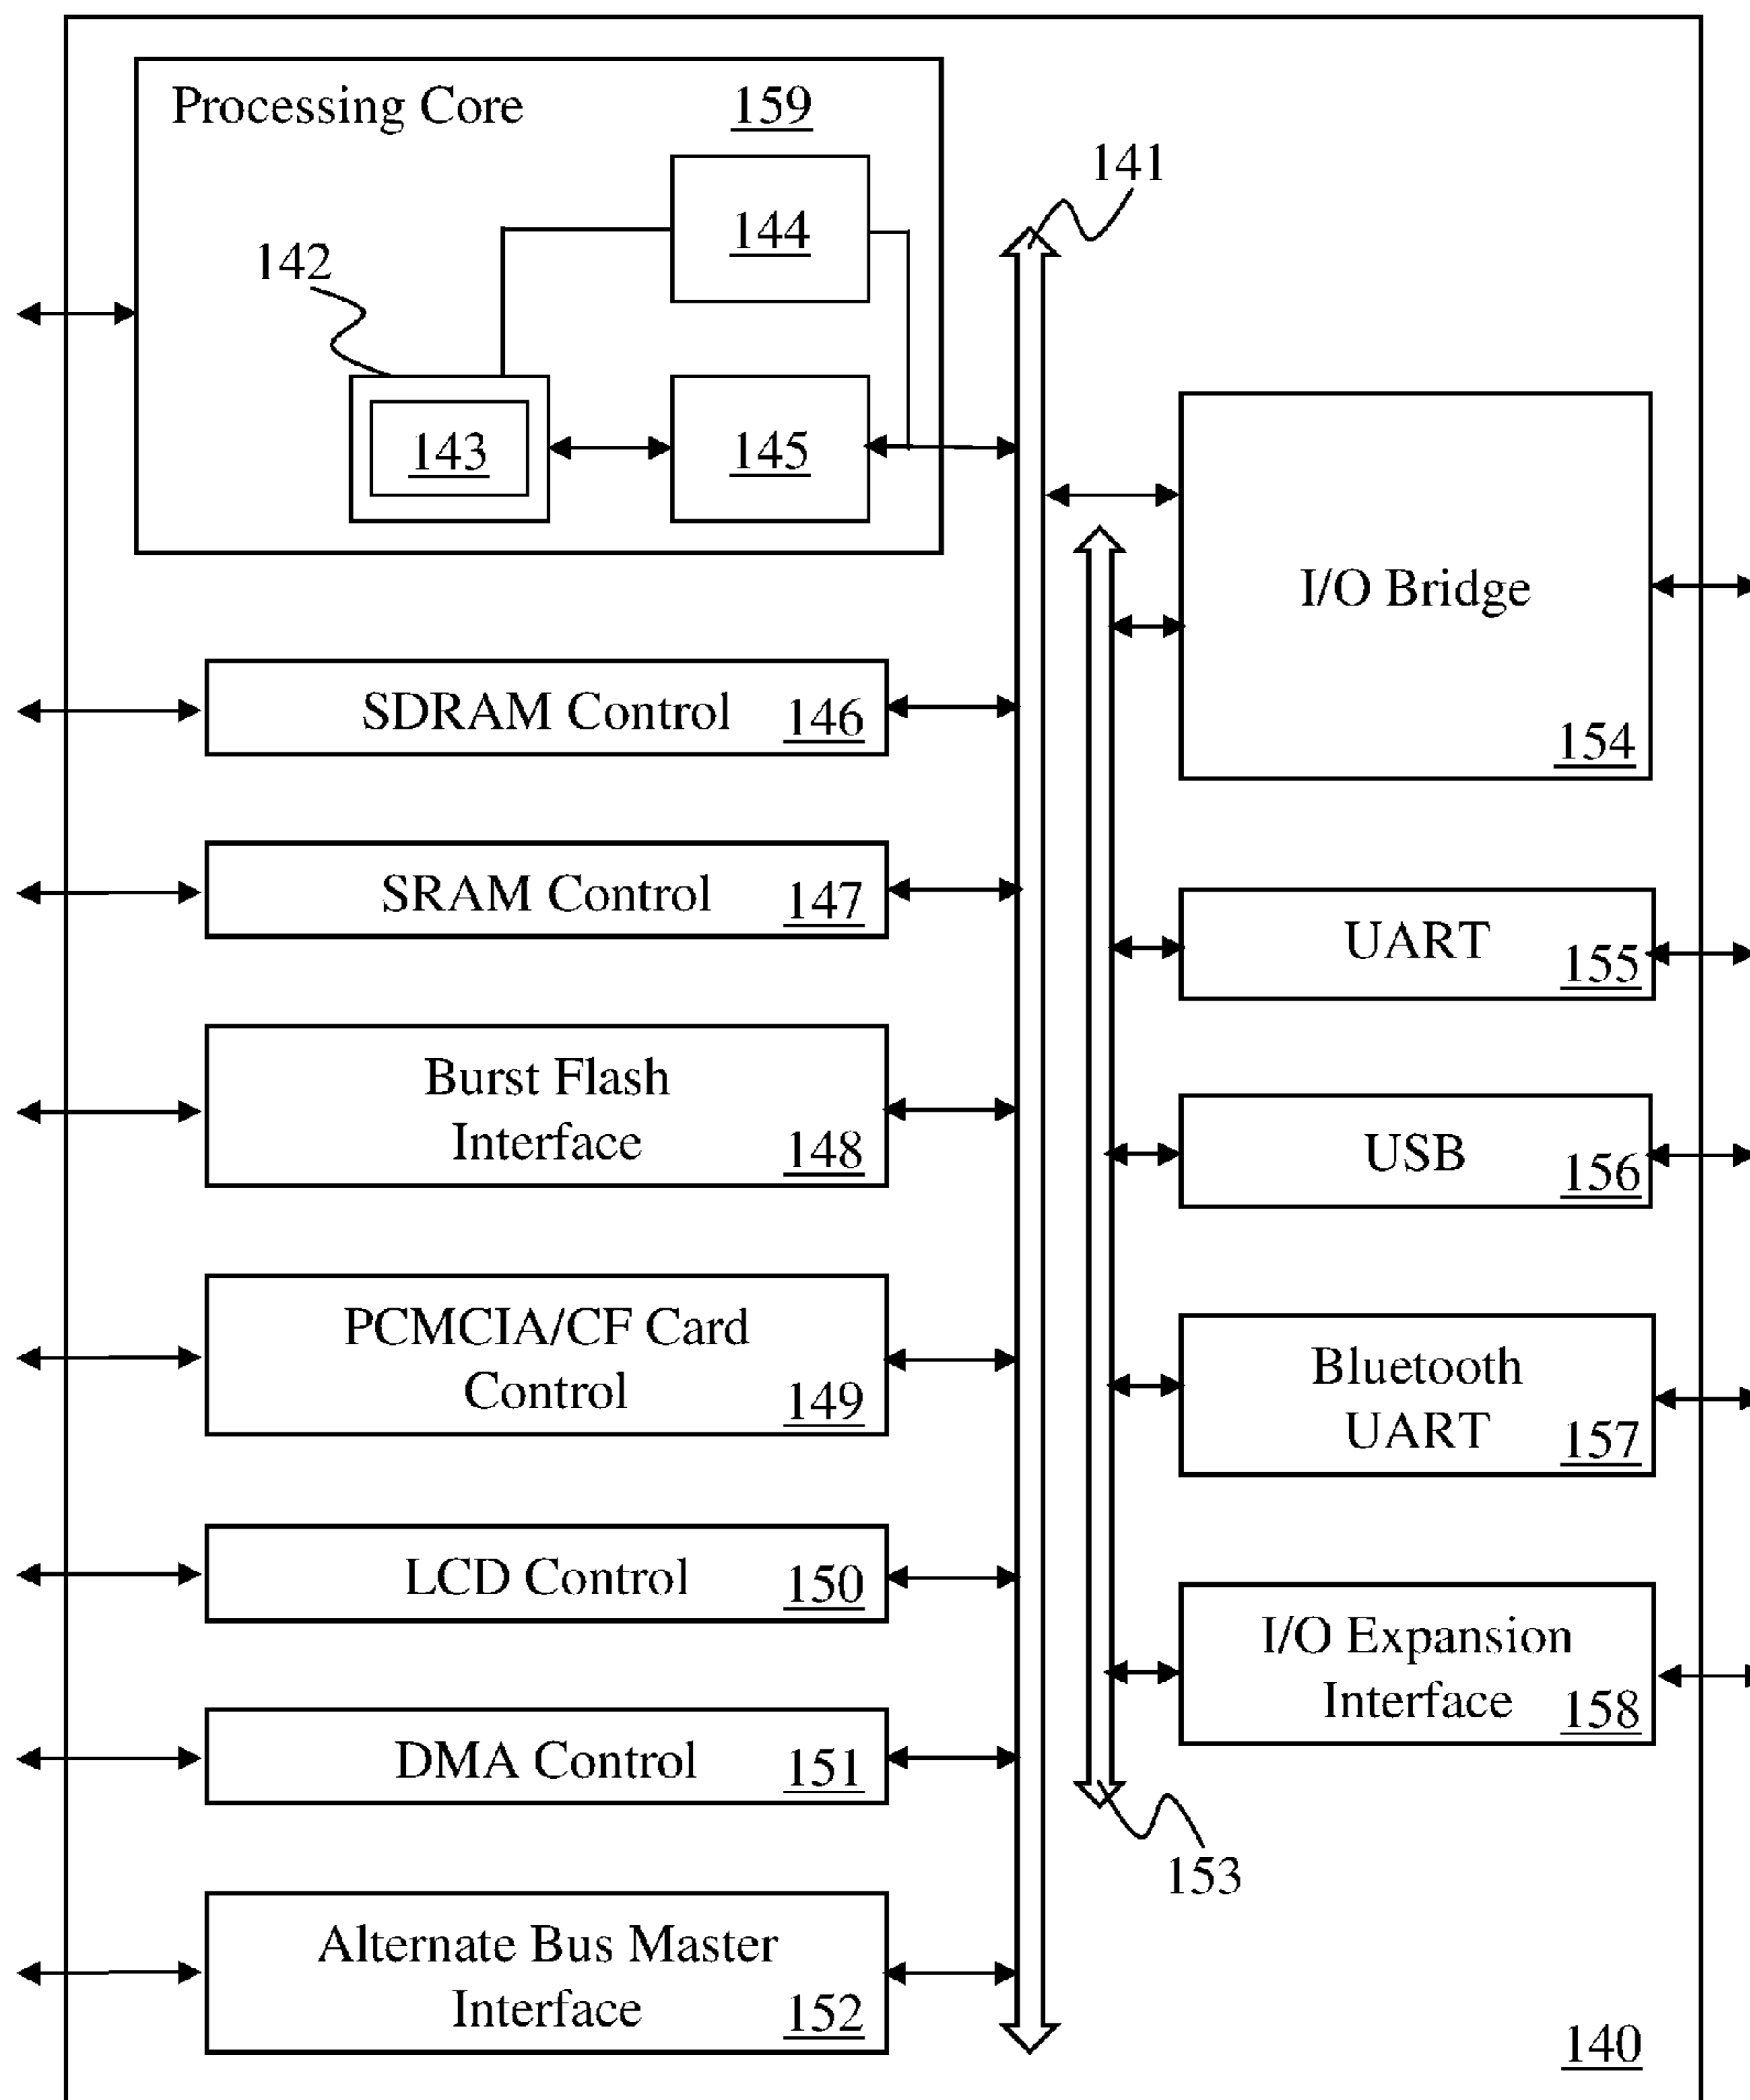 Processing Core 159
141
144
142
143
145
I/O Bridge
154
SDRAM Control 146
SRAM Control 147
UART 155
Burst Flash
Interface 148
USB 156
PCMCIA/CF Card
Control 149
Bluetooth
UART 157
LCD Control 150
I/O Expansion
Interface 158
DMA Control 151
153
Alternate Bus Master
Interface 152
140